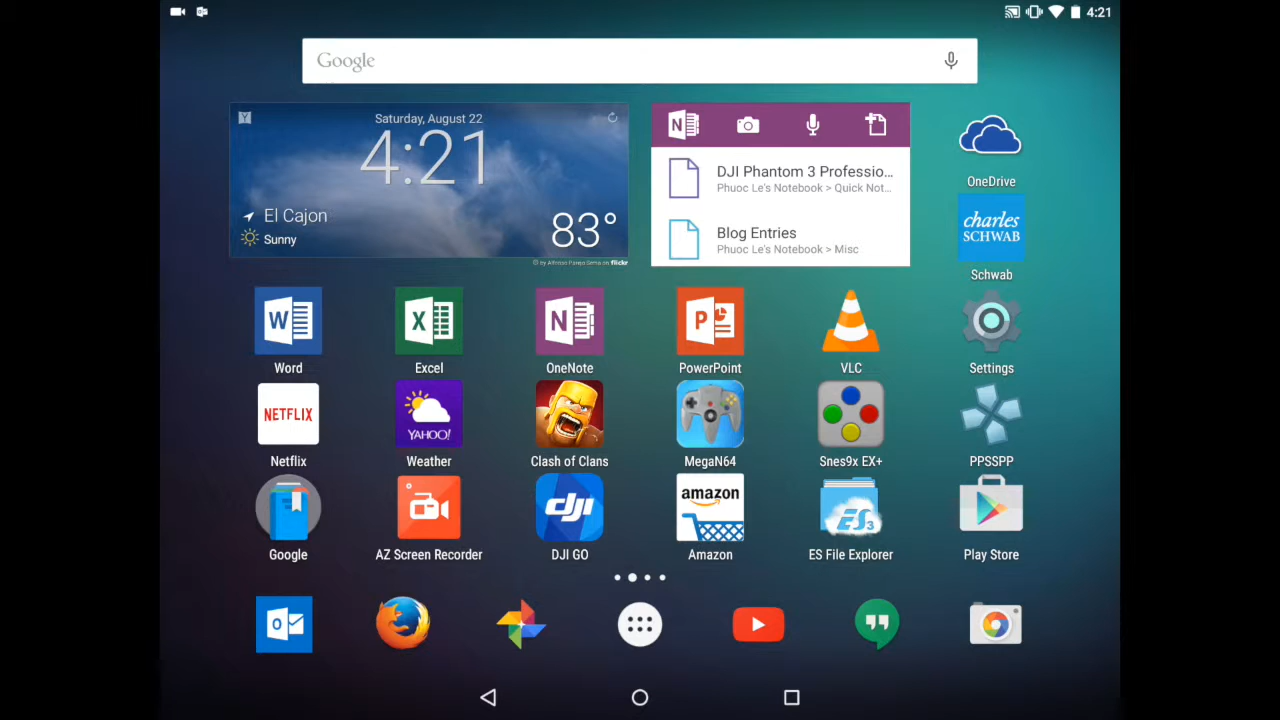 4:21
Google
Saturday, August 22
4:21
El Cajon
Sunny
83°
flickr
N
DJI Phantom 3 Professio...
Phuoc Le's Notebook > Quick Not...
Blog Entries
Phuoc Le's Notebook > Misc
OneDrive
charles
SCHWAB
Schwab
W
X
N
P
Word
Excel
OneNote
PowerPoint
VLC
Settings
NETFLIX
YAHOO!
Netflix
Weather
Clash of Clans
MegaN64
Snes9x EX+
PPSSPP
dji
amazon
ES3
Google
AZ Screen Recorder
DJI GO
Amazon
ES File Explorer
Play Store
O